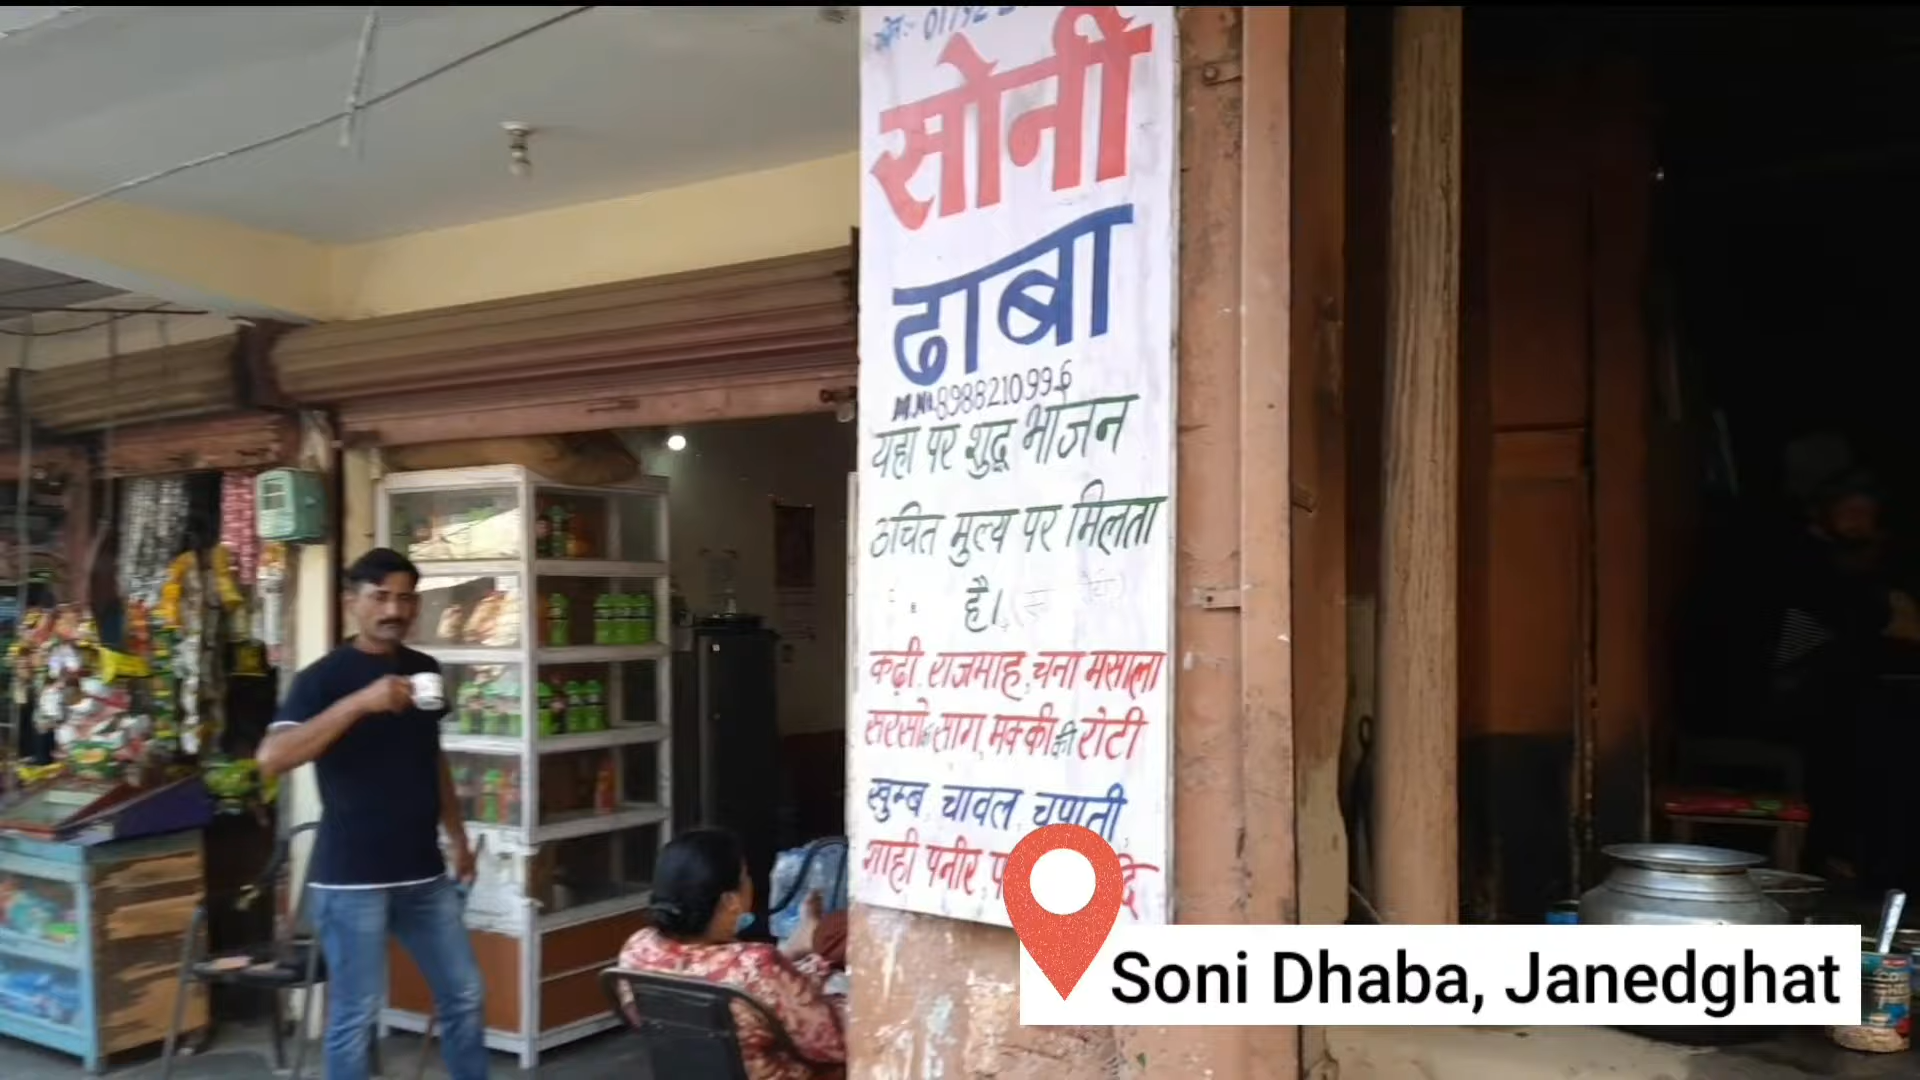 सोनी
ढाबा
M.No. 8988210996
यहां पर शुद्ध भोजन
उचित मुल्य पर मिलता
है।
कढ़ी, राजमाह, चना मसाला
सरसों का साग, मक्की की रोटी
खुम्ब, चावल, चपाती,
शाही पनीर,
Soni Dhaba, Janedghat